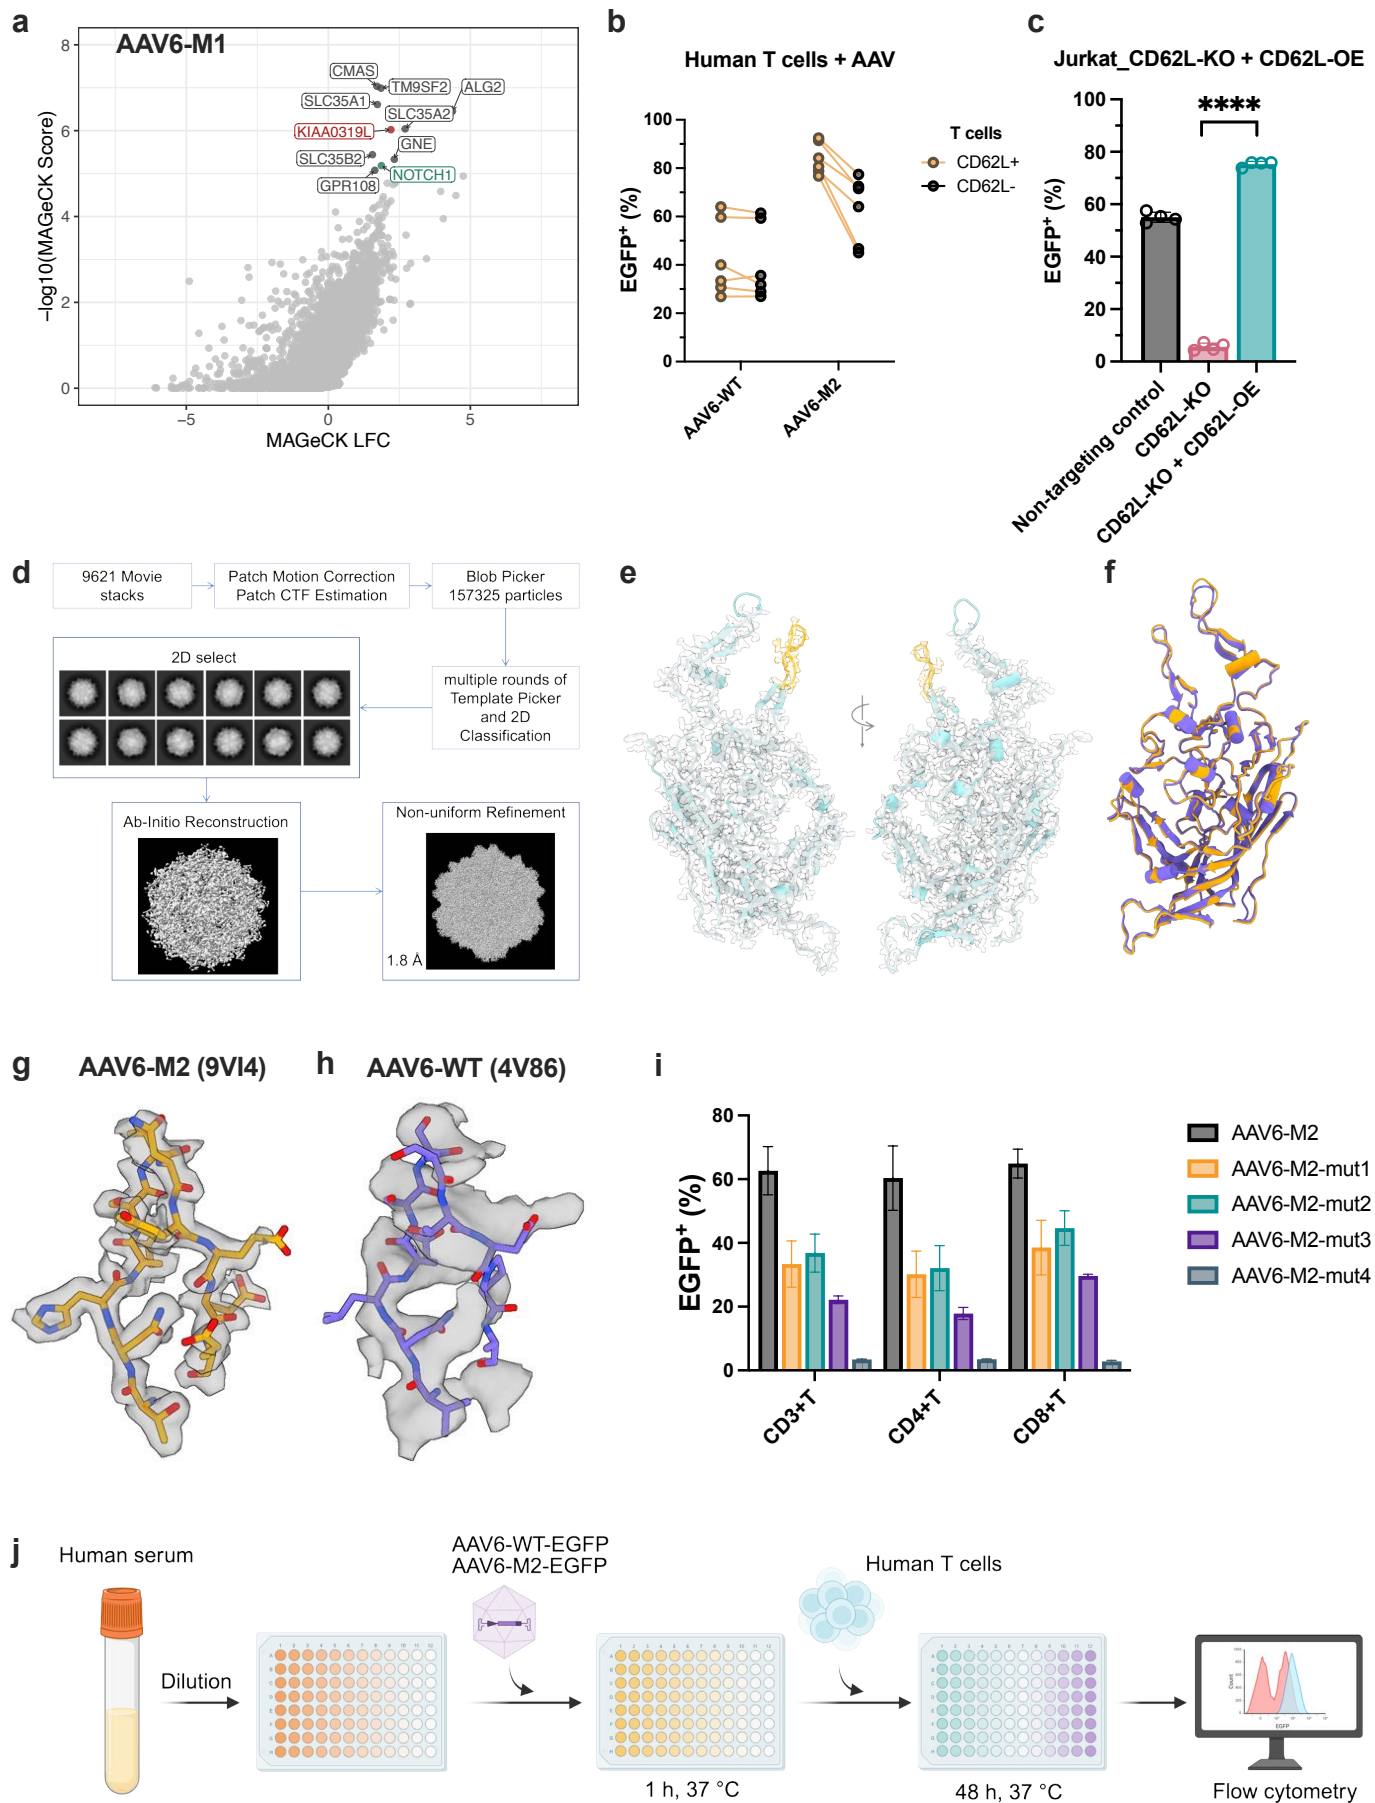 a
AAV6-M1
8
6
4
2
0
−5
0
5
−log10(MAGeCK Score)
MAGeCK LFC
CMAS
TM9SF2
ALG2
SLC35A1
SLC35A2
KIAA0319L
GNE
SLC35B2
NOTCH1
GPR108
b
Human T cells + AAV
EGFP+ (%)
100
80
60
40
20
0
AAV6-WT
AAV6-M2
T cells
CD62L+
CD62L-
c
Jurkat_CD62L-KO + CD62L-OE
****
EGFP+ (%)
100
80
60
40
20
0
Non-targeting control
CD62L-KO
CD62L-KO + CD62L-OE
d
9621 Movie
stacks
Patch Motion Correction
Patch CTF Estimation
Blob Picker
157325 particles
2D select
multiple rounds of
Template Picker
and 2D
Classification
Ab-Initio Reconstruction
Non-uniform Refinement
1.8 Å
e
f
g
AAV6-M2 (9VI4)
h
AAV6-WT (4V86)
i
EGFP+ (%)
80
60
40
20
0
CD3+T
CD4+T
CD8+T
AAV6-M2
AAV6-M2-mut1
AAV6-M2-mut2
AAV6-M2-mut3
AAV6-M2-mut4
j
Human serum
AAV6-WT-EGFP
AAV6-M2-EGFP
Human T cells
Dilution
1 h, 37 °C
48 h, 37 °C
Count
EGFP
Flow cytometry